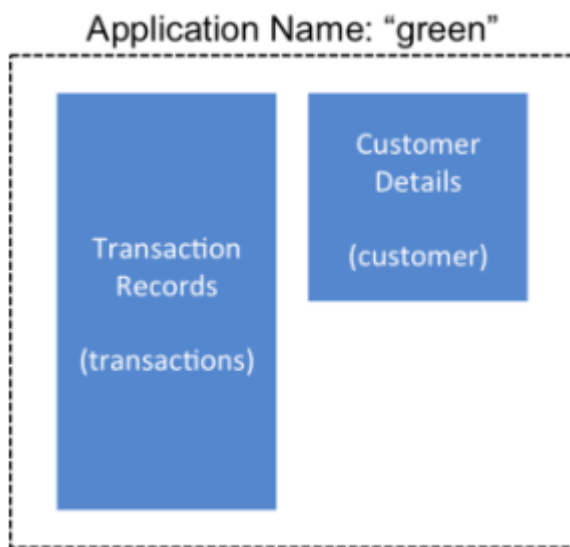 Application Name: “green”
Transaction
Records
(transactions)
Customer
Details
(customer)